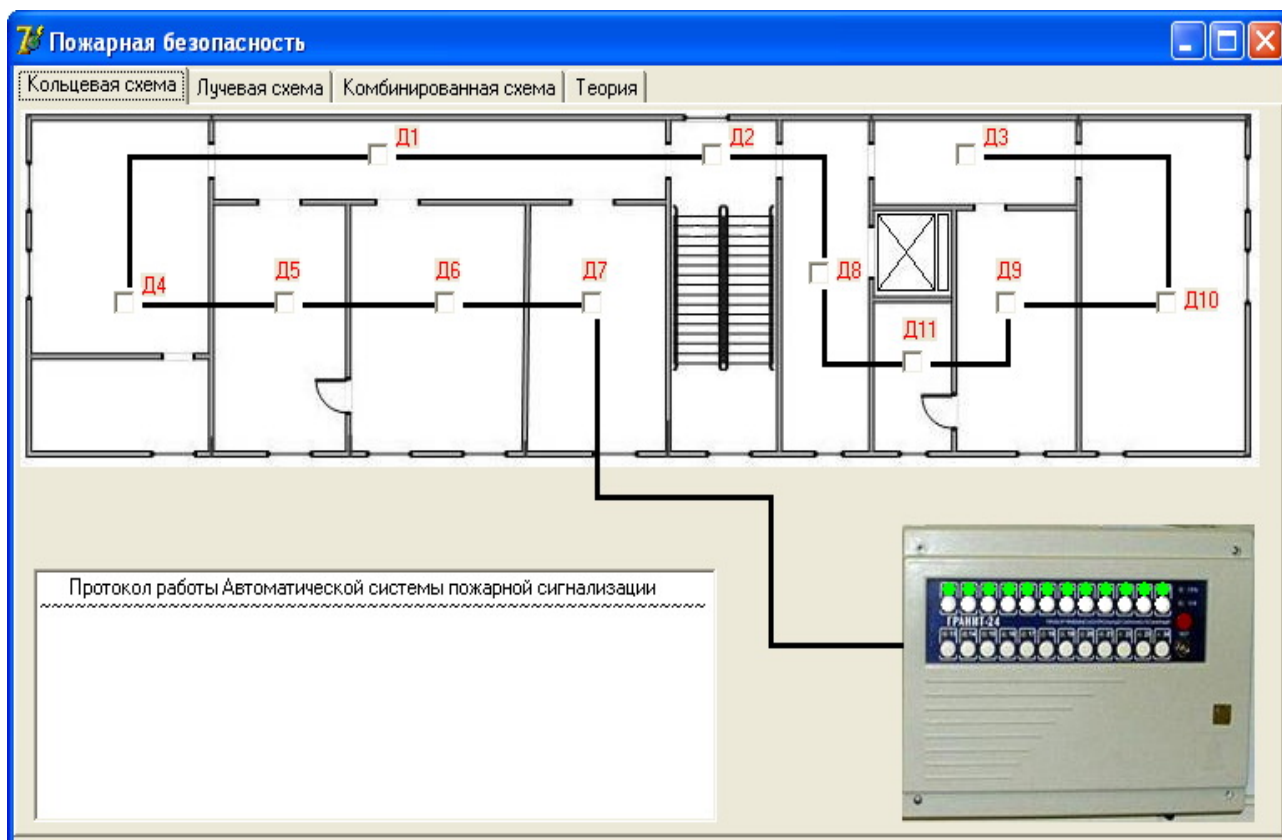 Пожарная безопасность
Кольцевая схема
Лучевая схема
Комбинированная схема
Теория
Д1
Д2
Д3
Д4
Д5
Д6
Д7
Д8
Д9
Д10
Д11
Протокол работы Автоматической системы пожарной сигнализации
~~~~~~~~~~~~~~~~~~~~~~~~~~~~~~~~~~~~~~~~~~~~~~~~~~~~~~~~~~~~
ГРАНИТ-24